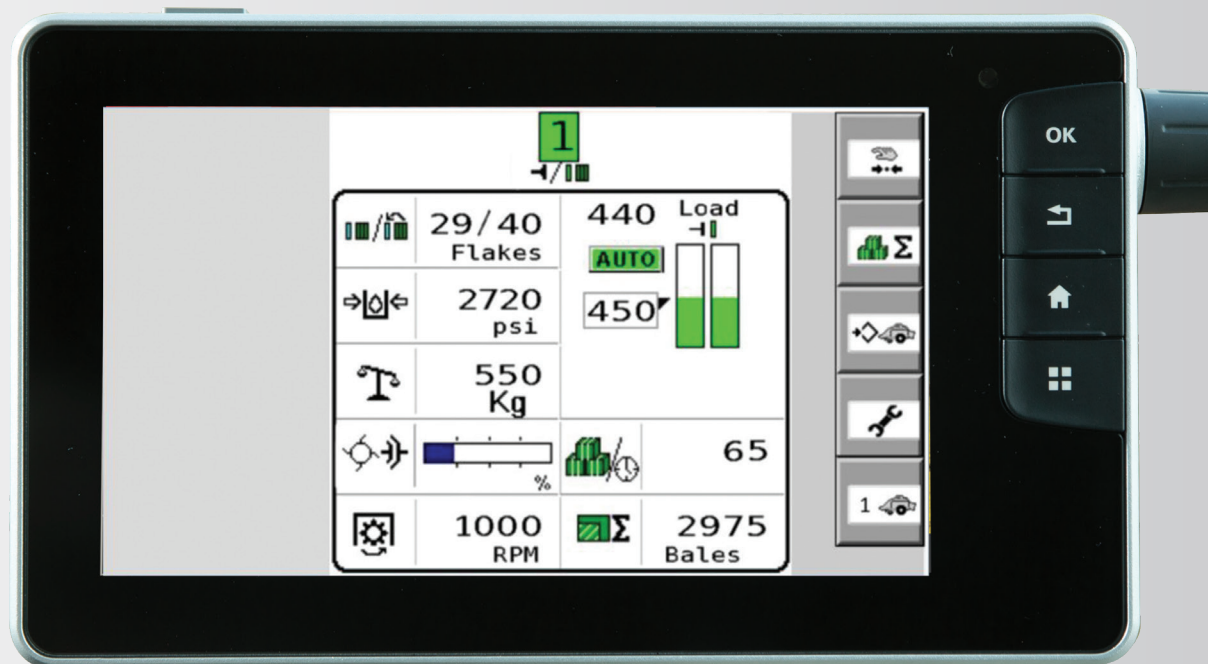 1
29/40
Flakes
440
Load
AUTO
2720
psi
450
550
Kg
%
65
1000
RPM
2975
Bales
Σ
Σ
1
OK